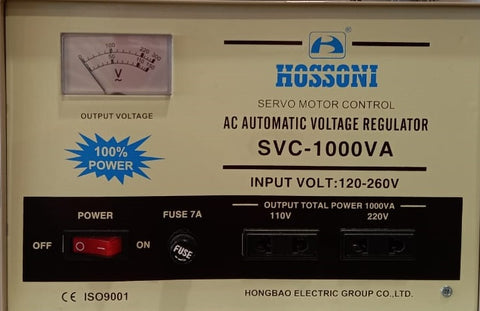 HOSSONI
SERVO MOTOR CONTROL
AC AUTOMATIC VOLTAGE REGULATOR
SVC-1000VA
INPUT VOLT:120-260V
V
OUTPUT VOLTAGE
100%
POWER
POWER
OFF
ON
FUSE 7A
FUSE
OUTPUT TOTAL POWER 1000VA
110V 220V
CE ISO9001
HONGBAO ELECTRIC GROUP CO.,LTD.